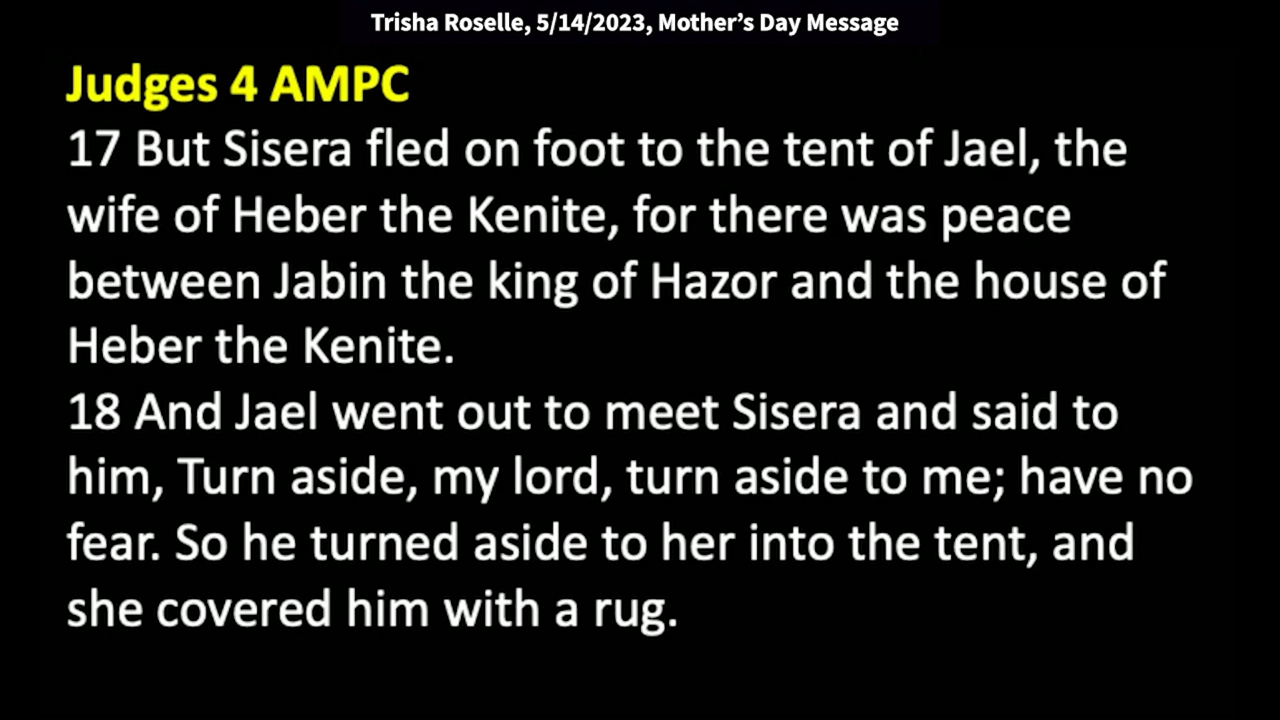 Trisha Roselle, 5/14/2023, Mother's Day Message
Judges 4 AMPC
17 But Sisera fled on foot to the tent of Jael, the
wife of Heber the Kenite, for there was peace
between Jabin the king of Hazor and the house of
Heber the Kenite.
18 And Jael went out to meet Sisera and said to
him, Turn aside, my lord, turn aside to me; have no
fear. So he turned aside to her into the tent, and
she covered him with a rug.